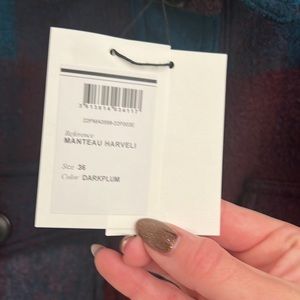 Reference
MANTEAU HARVELI
Size 36
Color DARKPLUM